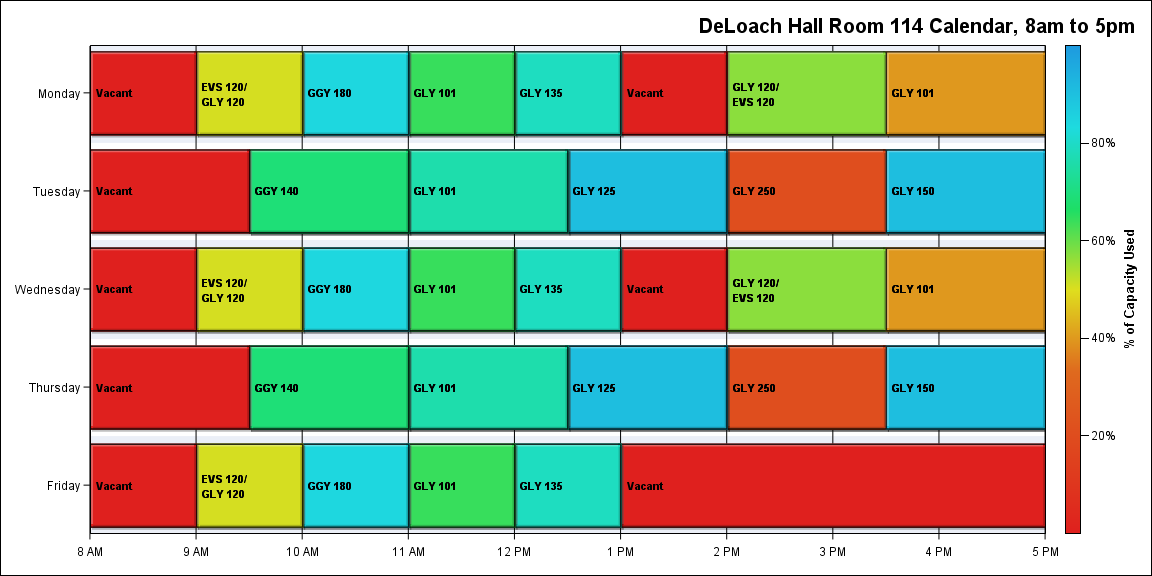 DeLoach Hall Room 114 Calendar, 8am to 5pm
Monday
Vacant
EVS 120/
GLY 120
GGY 180
GLY 101
GLY 135
Vacant
GLY 120/
EVS 120
GLY 101
Tuesday
Vacant
GGY 140
GLY 101
GLY 125
GLY 250
GLY 150
Wednesday
Vacant
EVS 120/
GLY 120
GGY 180
GLY 101
GLY 135
Vacant
GLY 120/
EVS 120
GLY 101
Thursday
Vacant
GGY 140
GLY 101
GLY 125
GLY 250
GLY 150
Friday
Vacant
EVS 120/
GLY 120
GGY 180
GLY 101
GLY 135
Vacant
8 AM
9 AM
10 AM
11 AM
12 PM
1 PM
2 PM
3 PM
4 PM
5 PM
80%
60%
40%
20%
% of Capacity Used